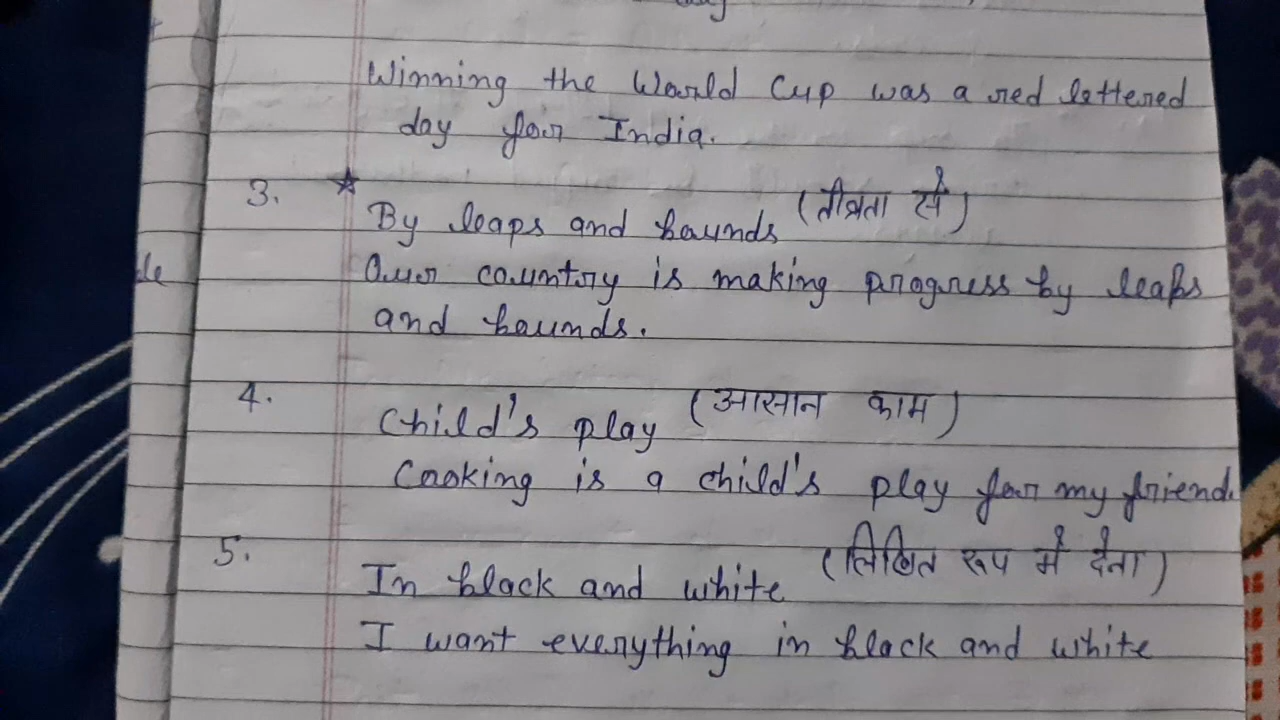 Winning the World Cup was a red lettered
day for India.
3. ★ By leaps and bounds (तीव्रता से)
le
Our country is making progress by leaps
and bounds.
4. Child's play (आसान काम)
Cooking is a child's play for my friend.
5. In black and white (लिखित रूप में देना)
I want everything in black and white